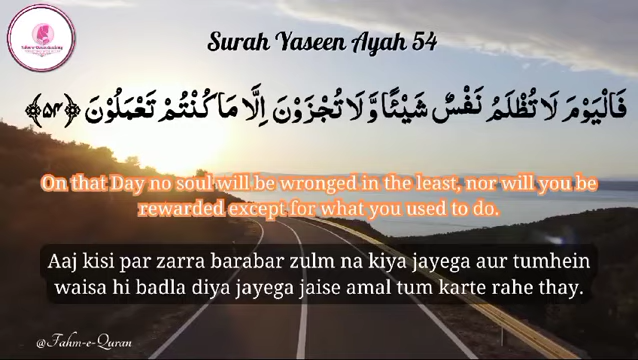 Surah Yaseen Ayah 54
فَالْيَوْمَ لَا تُظْلَمُ نَفْسٌ شَيْـًٔا وَّ لَا تُجْزَوْنَ اِلَّا مَا كُنْتُمْ تَعْمَلُوْنَ ﴿۵۴﴾
On that Day no soul will be wronged in the least, nor will you be
rewarded except for what you used to do.
Aaj kisi par zarra barabar zulm na kiya jayega aur tumhein
waisa hi badla diya jayega jaise amal tum karte rahe thay.
@Fahm-e-Quran